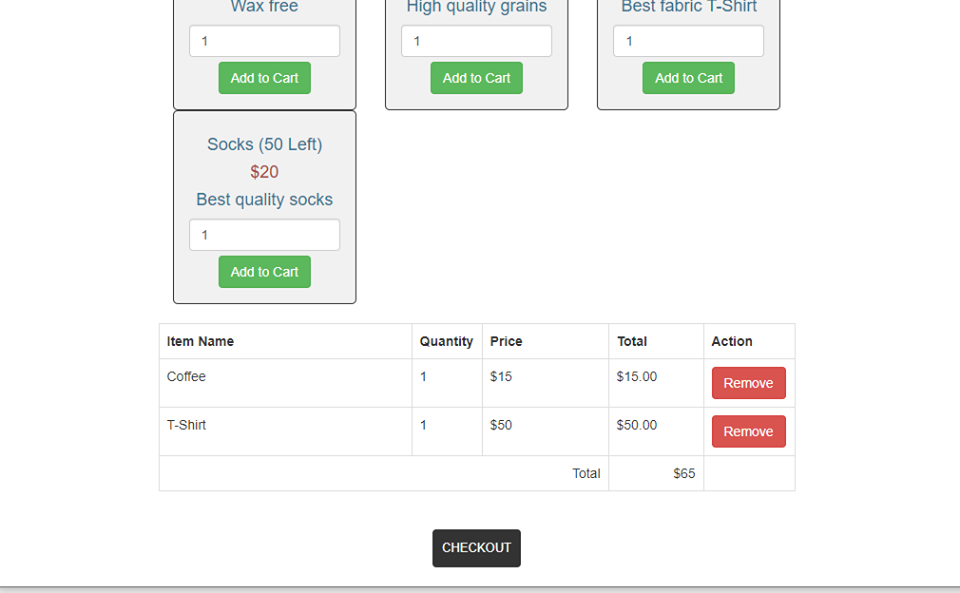 Wax free
High quality grains
Best fabric T-Shirt
1
1
1
Add to Cart
Add to Cart
Add to Cart
Socks (50 Left)
$20
Best quality socks
1
Add to Cart
Item Name Quantity Price Total Action
Coffee 1 $15 $15.00 Remove
T-Shirt 1 $50 $50.00 Remove
Total $65
CHECKOUT